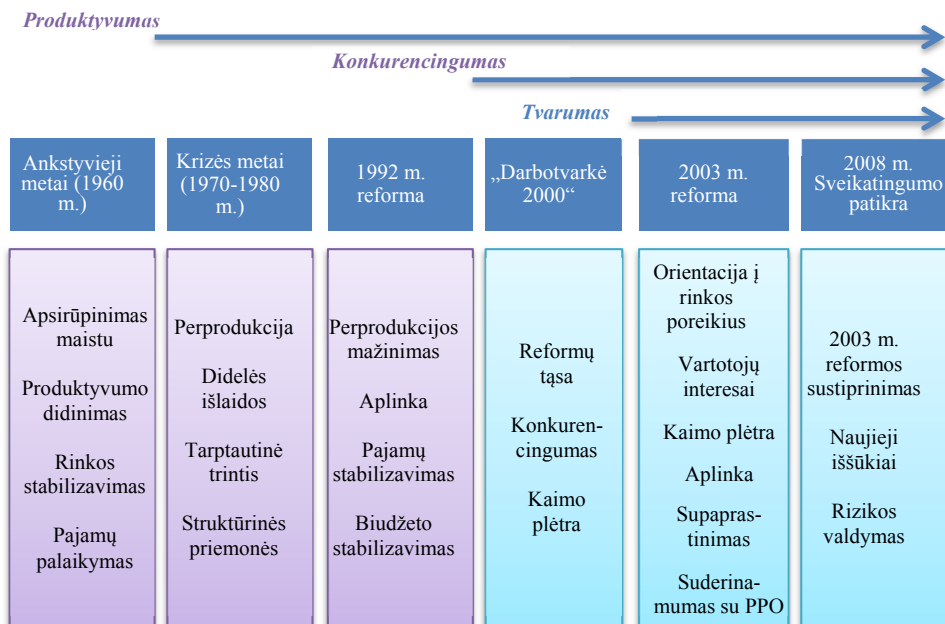 Produktyvumas
Konkurencingumas
Tvarumas
Ankstyvieji
metai (1960
m.)
Apsirūpinimas
maistu
Produktyvumo
didinimas
Rinkos
stabilizavimas
Pajamų
palaikymas
Krizės metai
(1970-1980
m.)
Perprodukcija
Didelės
išlaidos
Tarptautinė
trintis
Struktūrinės
priemonės
1992 m.
reforma
Perprodukcijos
mažinimas
Aplinka
Pajamų
stabilizavimas
Biudžeto
stabilizavimas
„Darbotvarkė
2000“
Reformų
tąsa
Konkuren-
cingumas
Kaimo
plėtra
2003 m.
reforma
Orientacija į
rinkos
poreikius
Vartotojų
interesai
Kaimo plėtra
Aplinka
Supapras-
tinimas
Suderina-
mumas su PPO
2008 m.
Sveikatingumo
patikra
2003 m.
reformos
sustiprinimas
Naujieji
iššūkiai
Rizikos
valdymas